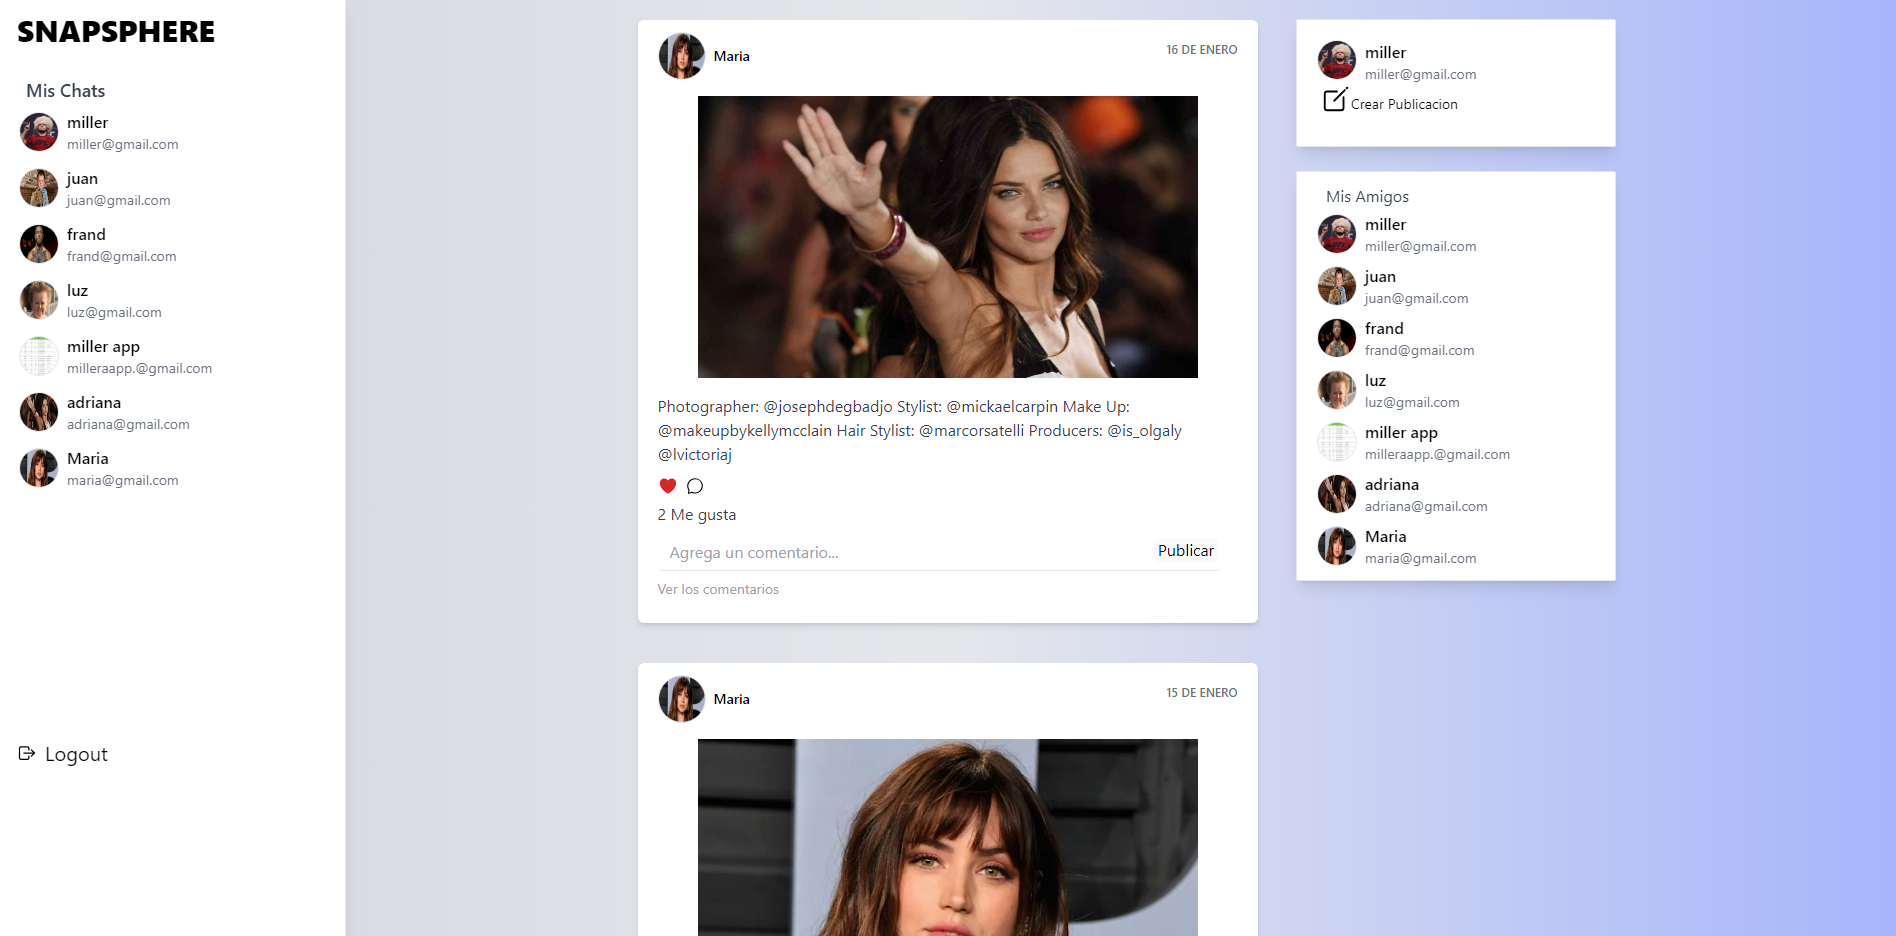 SNAPSPHERE
Mis Chats
miller
miller@gmail.com
juan
juan@gmail.com
frand
frand@gmail.com
luz
luz@gmail.com
miller app
milleraapp.@gmail.com
adriana
adriana@gmail.com
Maria
maria@gmail.com
Logout
Maria
16 DE ENERO
Photographer: @josephdegbadjo Stylist: @mickaelcarpin Make Up:
@makeupbykellymcclain Hair Stylist: @marcorsatelli Producers: @is_olgaly
@lvictoriaj
2 Me gusta
Agrega un comentario...
Publicar
Ver los comentarios
Maria
15 DE ENERO
miller
miller@gmail.com
Crear Publicacion
Mis Amigos
miller
miller@gmail.com
juan
juan@gmail.com
frand
frand@gmail.com
luz
luz@gmail.com
miller app
milleraapp.@gmail.com
adriana
adriana@gmail.com
Maria
maria@gmail.com